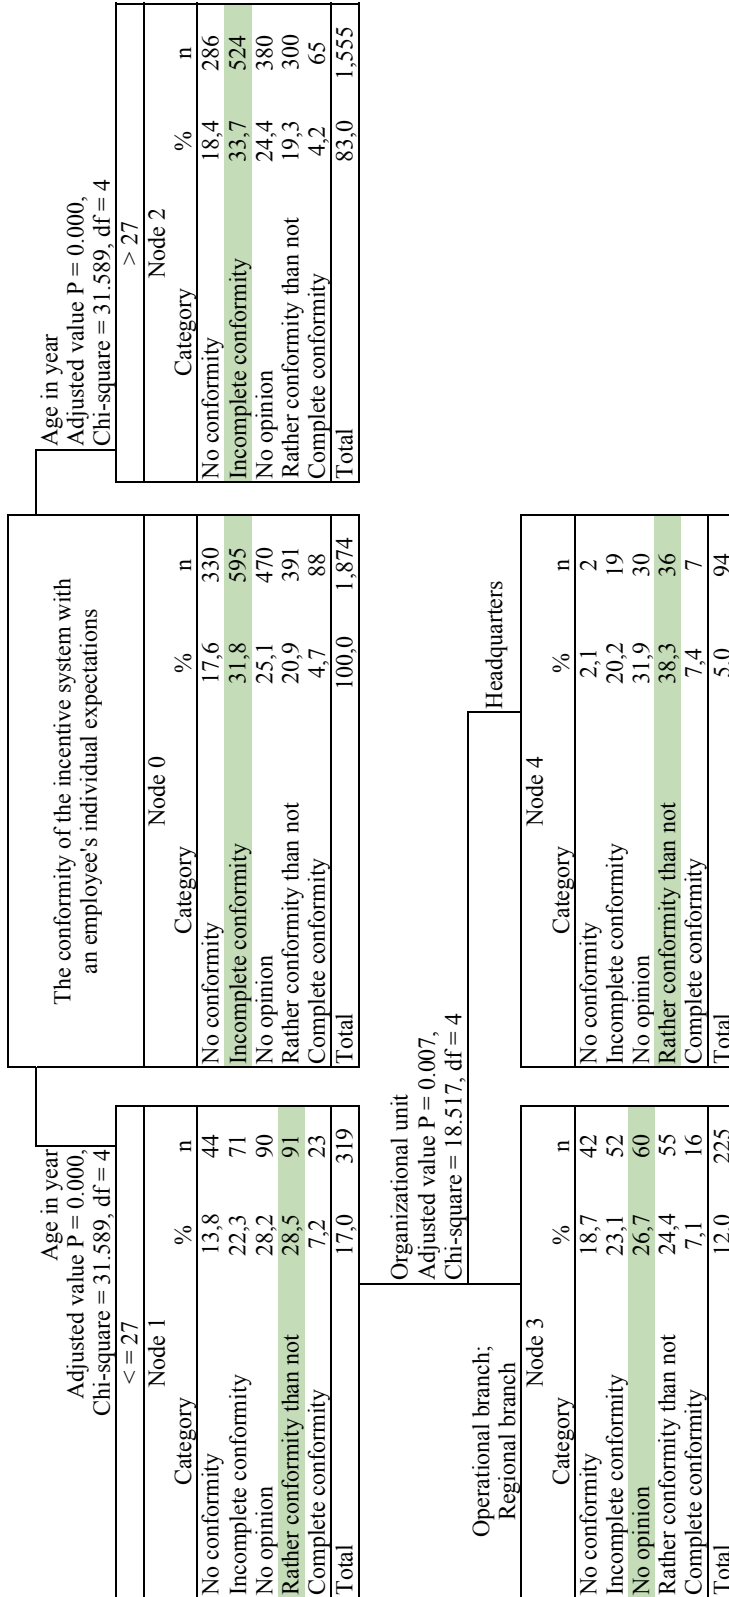 The conformity of the incentive system with
an employee's individual expectations
Node 0
Category % n
No conformity 17,6 330
Incomplete conformity 31,8 595
No opinion 25,1 470
Rather conformity than not 20,9 391
Complete conformity 4,7 88
Total 100,0 1,874
Age in year
Adjusted value P = 0.000,
Chi-square = 31.589, df = 4
< = 27
Node 1
Category % n
No conformity 13,8 44
Incomplete conformity 22,3 71
No opinion 28,2 90
Rather conformity than not 28,5 91
Complete conformity 7,2 23
Total 17,0 319
Age in year
Adjusted value P = 0.000,
Chi-square = 31.589, df = 4
> 27
Node 2
Category % n
No conformity 18,4 286
Incomplete conformity 33,7 524
No opinion 24,4 380
Rather conformity than not 19,3 300
Complete conformity 4,2 65
Total 83,0 1,555
Organizational unit
Adjusted value P = 0.007,
Chi-square = 18.517, df = 4
Operational branch;
Regional branch
Node 3
Category % n
No conformity 18,7 42
Incomplete conformity 23,1 52
No opinion 26,7 60
Rather conformity than not 24,4 55
Complete conformity 7,1 16
Total 12,0 225
Headquarters
Node 4
Category % n
No conformity 2,1 2
Incomplete conformity 20,2 19
No opinion 31,9 30
Rather conformity than not 38,3 36
Complete conformity 7,4 7
Total 5,0 94